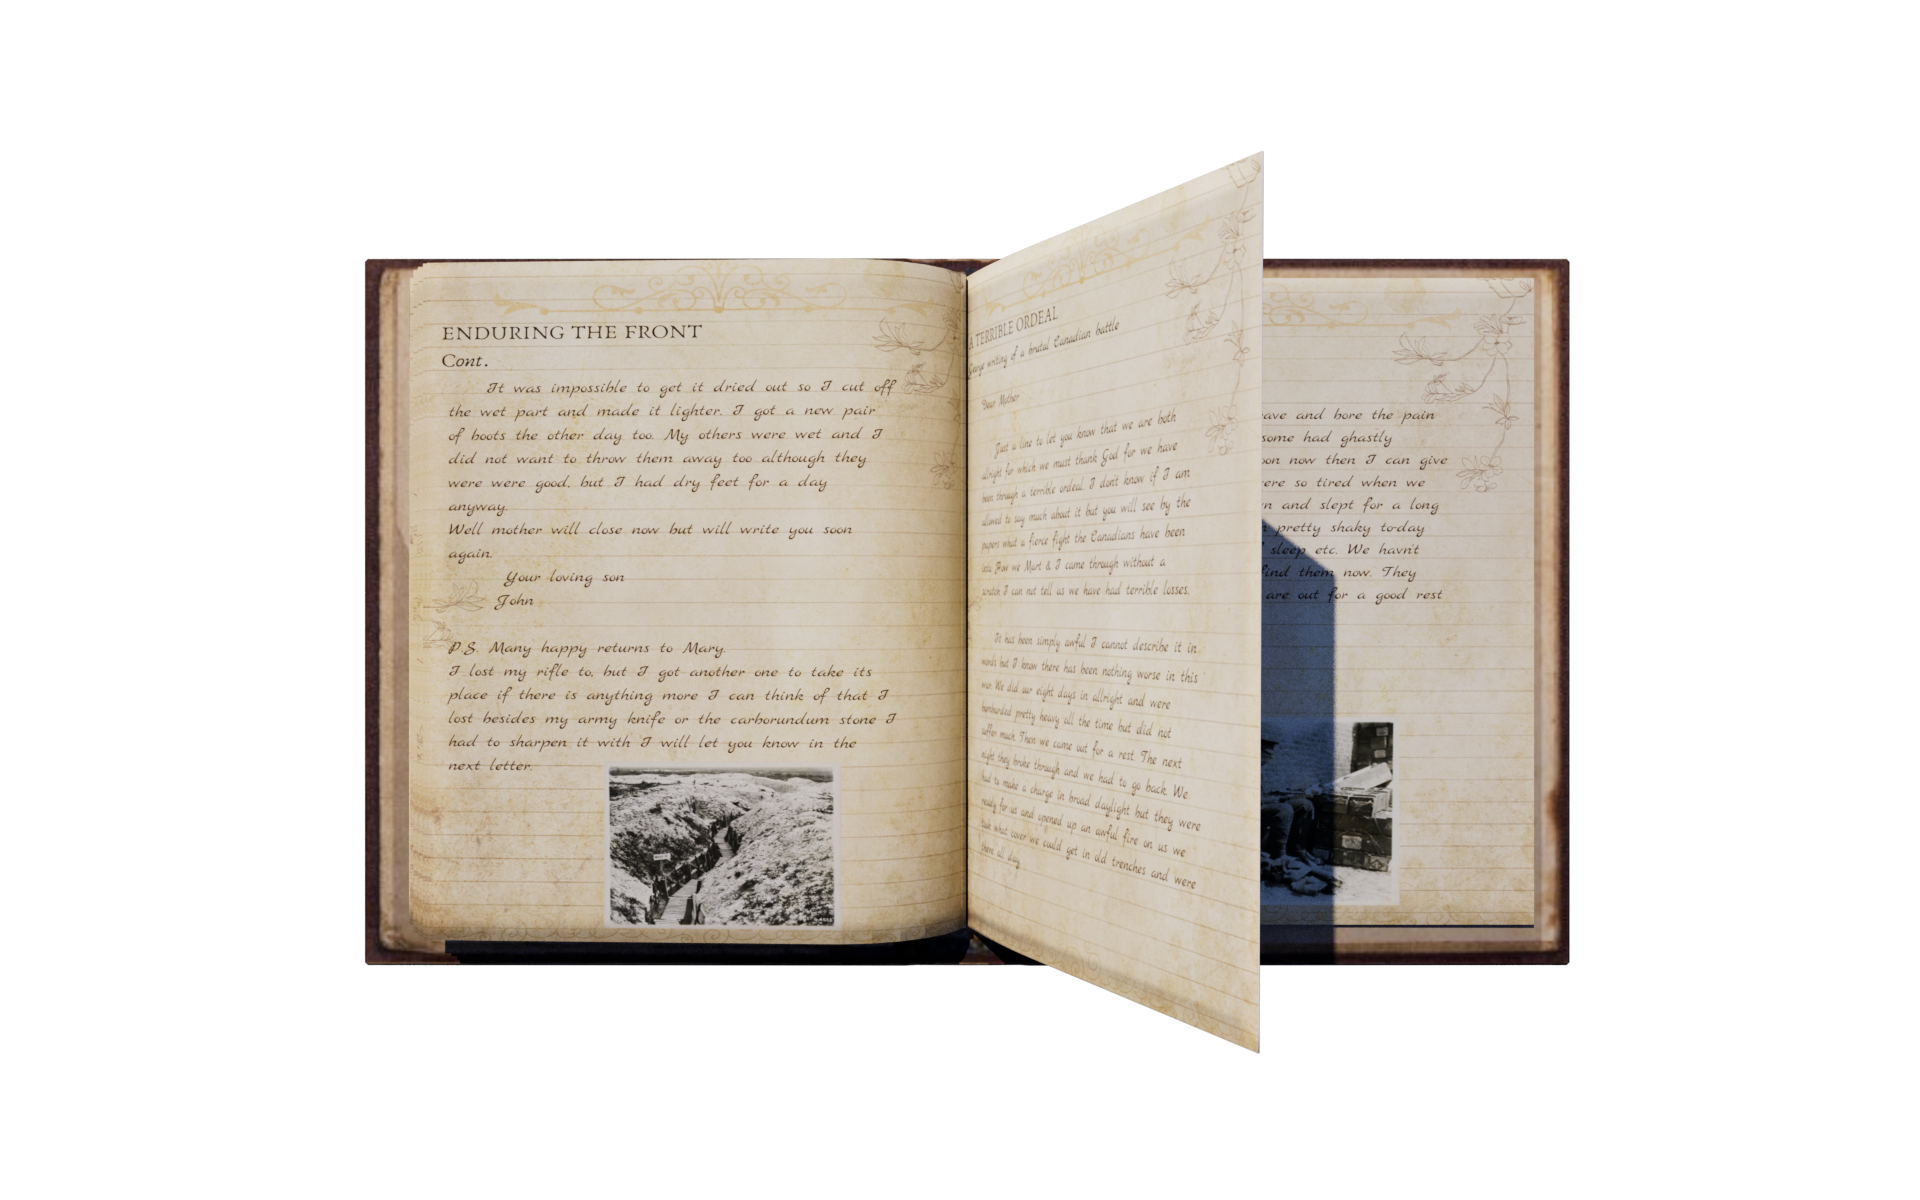 ENDURING THE FRONT
Cont.
It was impossible to get it dried out so I cut off
the wet part and made it lighter. I got a new pair
of boots the other day too. My others were wet and I
did not want to throw them away too although they
were were good, but I had dry feet for a day
anyway.
Well mother will close now but will write you soon
again.
Your loving son
John
P.S. Many happy returns to Mary.
I lost my rifle to, but I got another one to take its
place if there is anything more I can think of that I
lost besides my army knife or the carborundum stone I
had to sharpen it with I will let you know in the
next letter.
A TERRIBLE ORDEAL
George writing of a brutal Canadian battle
Dear Mother
Just a line to let you know that we are both
alright for which we must thank God for we have
been through a terrible ordeal. I don't know if I am
allowed to say much about it but you will see by the
papers what a fierce fight the Canadians have been
into. How we Mart & I came through without a
scratch I can not tell as we have had terrible losses.
It has been simply awful I cannot describe it in
words but I know there has been nothing worse in this
war. We did our eight days in allright and were
bombarded pretty heavy all the time but did not
suffer much. Then we came out for a rest. The next
night they broke through and we had to go back. We
had to make a charge in broad daylight but they were
ready for us and opened up an awful fire on us we
took what cover we could get in old trenches and were
there all day.
and bore the pain
some had ghastly
now then I can give
so tired when we
and slept for a long
pretty shaky to-day
sleep etc. We havn't
find them now. They
are out for a good rest